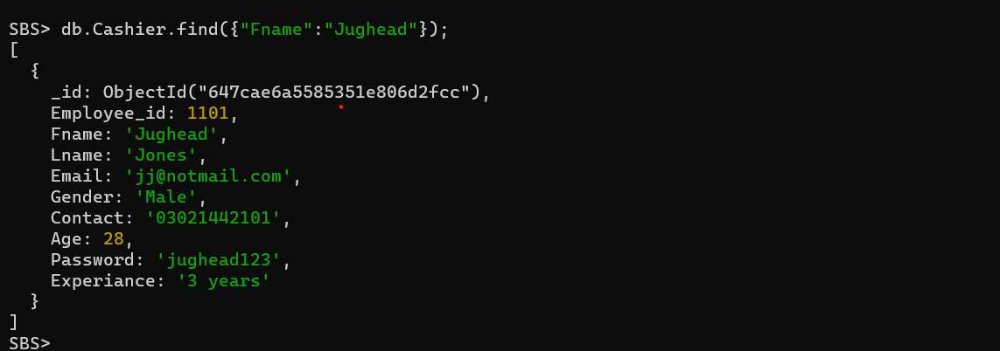 SBS> db.Cashier.find({"Fname":"Jughead"});
[
{
_id: ObjectId("647cae6a5585351e806d2fcc"),
Employee_id: 1101,
Fname: 'Jughead',
Lname: 'Jones',
Email: 'jj@notmail.com',
Gender: 'Male',
Contact: '03021442101',
Age: 28,
Password: 'jughead123',
Experiance: '3 years'
}
]
SBS>